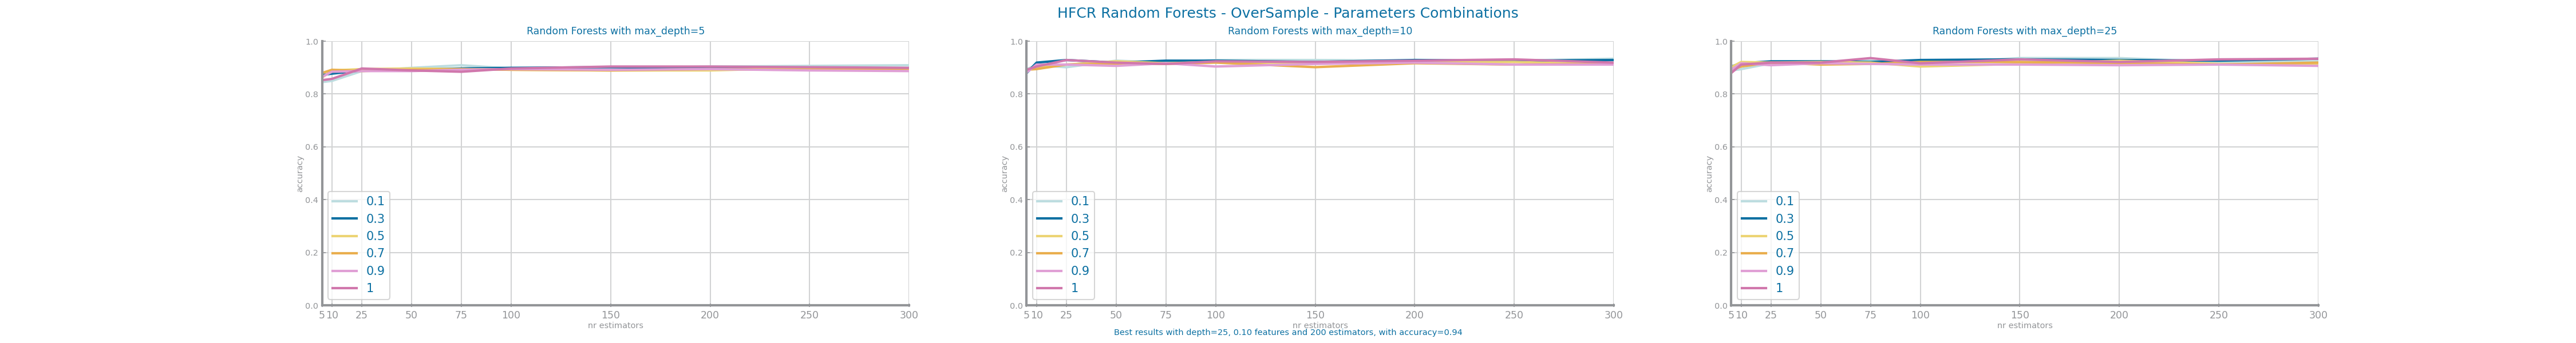 HFCR Random Forests - OverSample - Parameters Combinations
Random Forests with max_depth=5
1.0
0.8
0.6
0.4
0.2
0.0
accuracy
0.1
0.3
0.5
0.7
0.9
1
5 10 25 50 75 100 150 200 250 300
nr estimators
Random Forests with max_depth=10
1.0
0.8
0.6
0.4
0.2
0.0
accuracy
0.1
0.3
0.5
0.7
0.9
1
5 10 25 50 75 100 150 200 250 300
nr estimators
Random Forests with max_depth=25
1.0
0.8
0.6
0.4
0.2
0.0
accuracy
0.1
0.3
0.5
0.7
0.9
1
5 10 25 50 75 100 150 200 250 300
nr estimators
Best results with depth=25, 0.10 features and 200 estimators, with accuracy=0.94